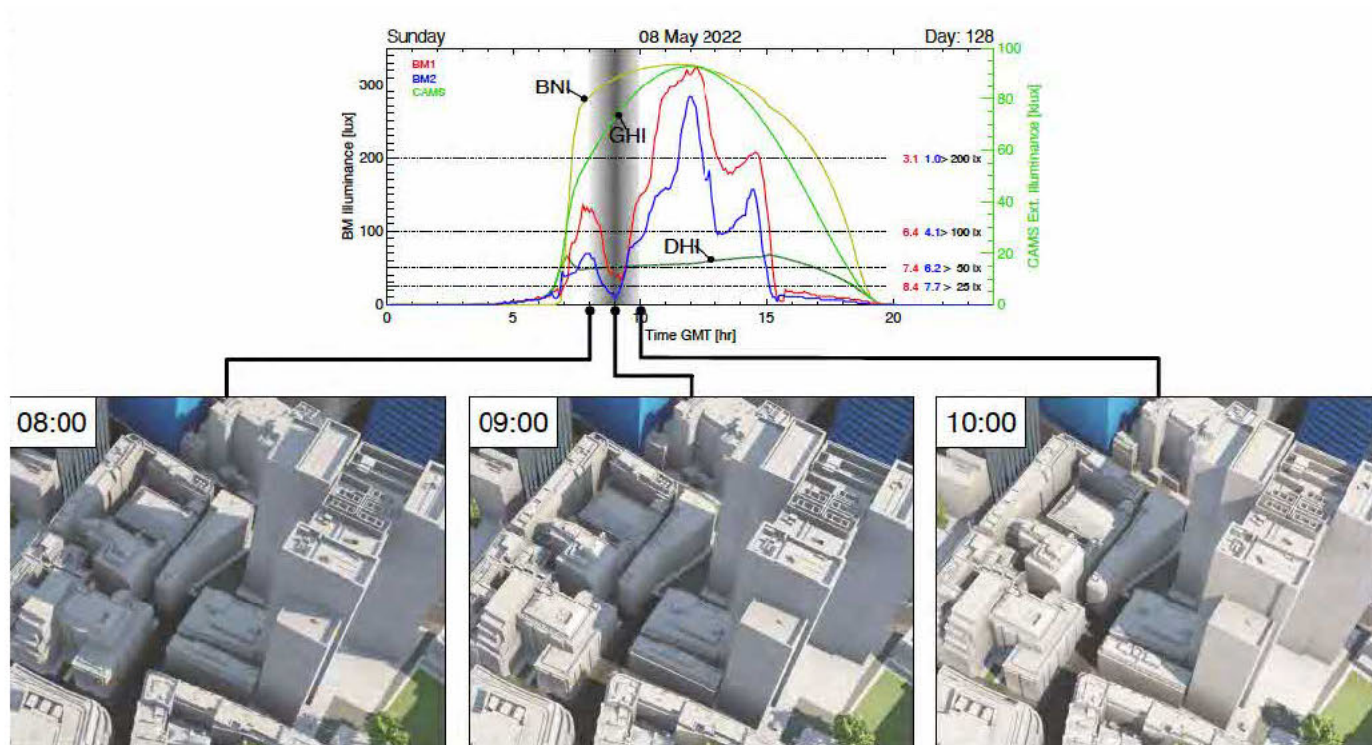 Sunday 08 May 2022 Day: 128
BM1
BM2
CAMS
BNI
GHI
DHI
BM Illuminance [lux]
300
200
100
50
25
0
CAMS Ext. Illuminance [klux]
100
80
60
40
20
0
3.1 1.0> 200 lx
6.4 4.1> 100 lx
7.4 6.2 > 50 lx
8.4 7.7 > 25 lx
0 5 10 15 20
Time GMT [hr]
08:00 09:00 10:00